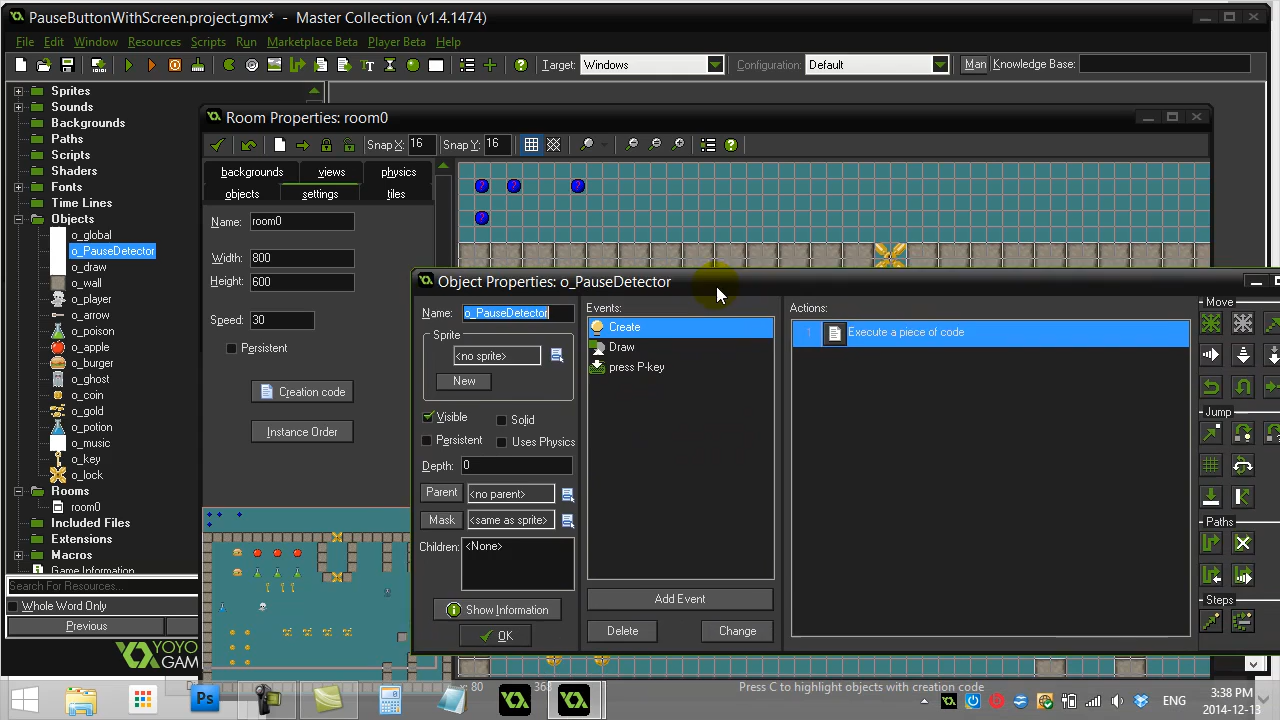 PauseButtonWithScreen.project.gmx* - Master Collection (v1.4.1474)
File Edit Window Resources Scripts Run Marketplace Beta Player Beta Help
Target: Windows Configuration: Default Man Knowledge Base:
Sprites
Sounds
Backgrounds
Paths
Scripts
Shaders
Fonts
Time Lines
Objects
o_global
o_PauseDetector
o_draw
o_wall
o_player
o_arrow
o_poison
o_apple
o_burger
o_ghost
o_coin
o_gold
o_potion
o_music
o_key
o_lock
Rooms
room0
Included Files
Extensions
Macros
Game Information
Search For Resources...
Whole Word Only
Previous
YOYO
GAM
Room Properties: room0
Snap X: 16 Snap Y: 16
backgrounds views physics
objects settings tiles
Name: room0
Width: 800
Height: 600
Speed: 30
Persistent
Creation code
Instance Order
Object Properties: o_PauseDetector
Name: o_PauseDetector
Sprite
<no sprite>
New
Visible Solid
Persistent Uses Physics
Depth: 0
Parent <no parent>
Mask <same as sprite>
Children: <None>
Show Information
OK
Events:
Create
Draw
press P-key
Add Event
Delete Change
Actions:
1 Execute a piece of code
Move
Jump
Paths
Steps
Press C to highlight objects with creation code
ENG
3:38 PM
2014-12-13